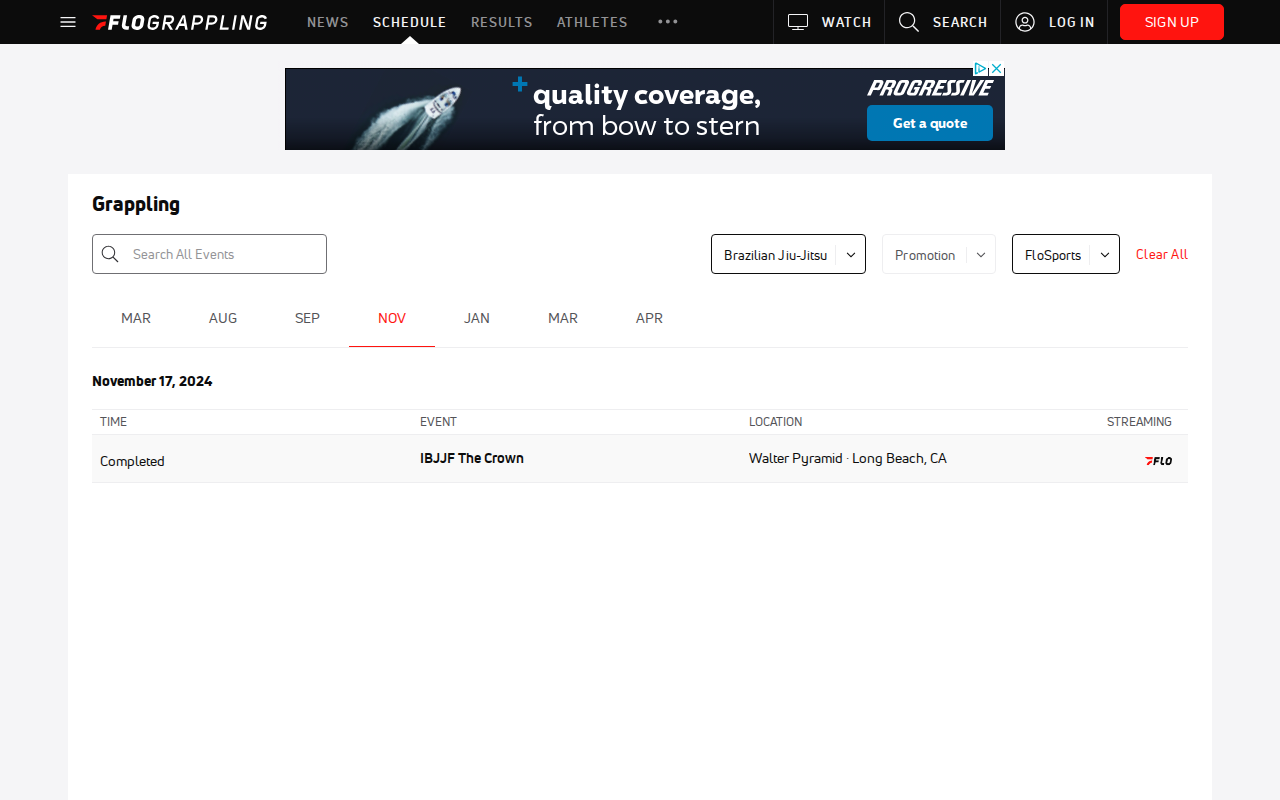 FLOGRAPPLING NEWS SCHEDULE RESULTS ATHLETES WATCH SEARCH LOG IN SIGN UP
quality coverage,
from bow to stern
PROGRESSIVE
Get a quote
Grappling
Search All Events
Brazilian Jiu-Jitsu Promotion FloSports Clear All
MAR AUG SEP NOV JAN MAR APR
November 17, 2024
TIME EVENT LOCATION STREAMING
Completed IBJJF The Crown Walter Pyramid · Long Beach, CA FLO